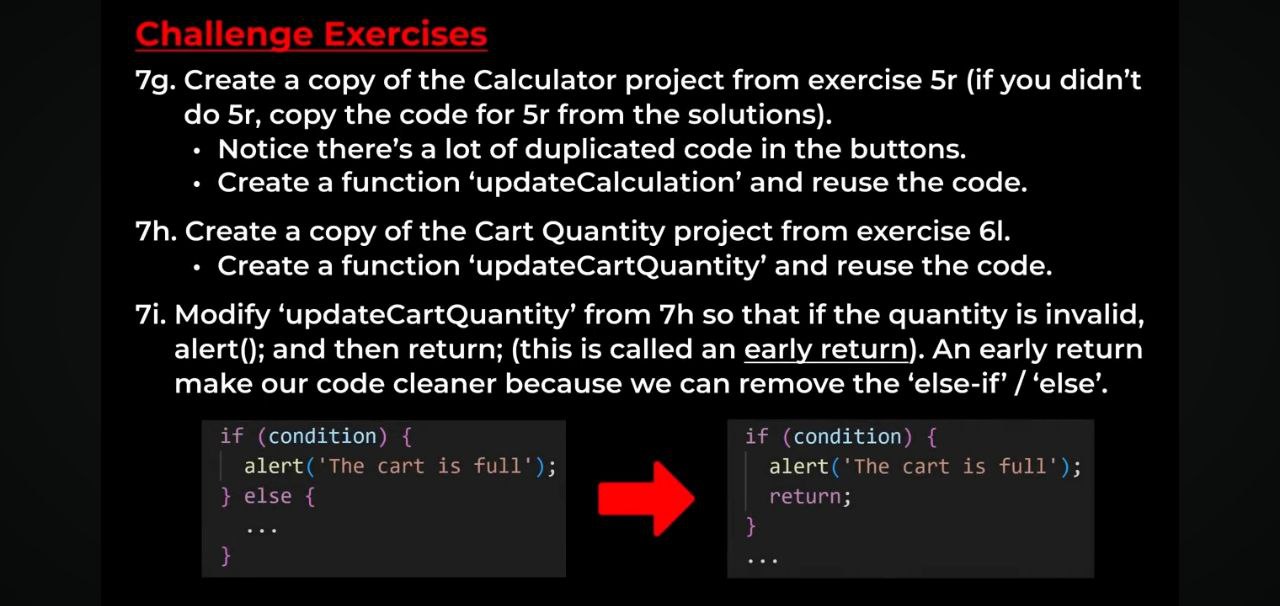 Challenge Exercises
7g. Create a copy of the Calculator project from exercise 5r (if you didn’t
do 5r, copy the code for 5r from the solutions).
• Notice there’s a lot of duplicated code in the buttons.
• Create a function ‘updateCalculation’ and reuse the code.
7h. Create a copy of the Cart Quantity project from exercise 6l.
• Create a function ‘updateCartQuantity’ and reuse the code.
7i. Modify ‘updateCartQuantity’ from 7h so that if the quantity is invalid,
alert(); and then return; (this is called an early return). An early return
make our code cleaner because we can remove the ‘else-if’ / ‘else’.
if (condition) {
alert('The cart is full');
} else {
...
}
if (condition) {
alert('The cart is full');
return;
}
...